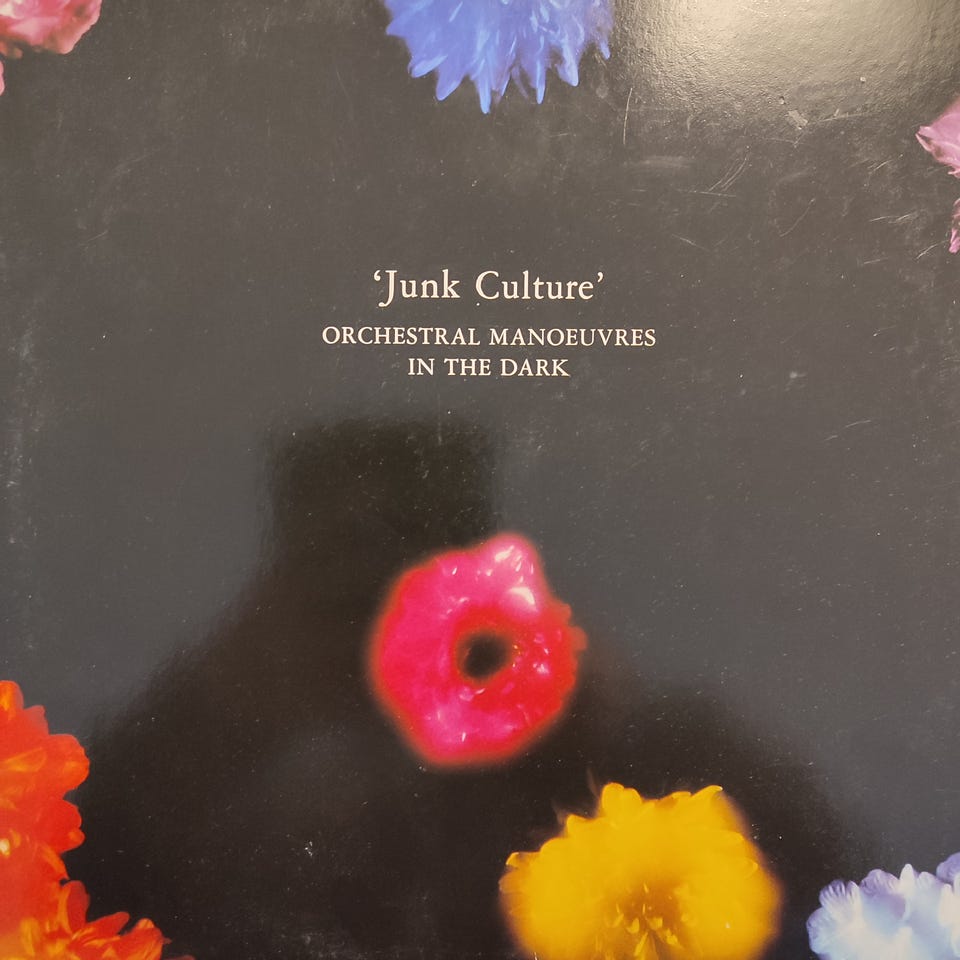 ‘Junk Culture’
ORCHESTRAL MANOEUVRES
IN THE DARK